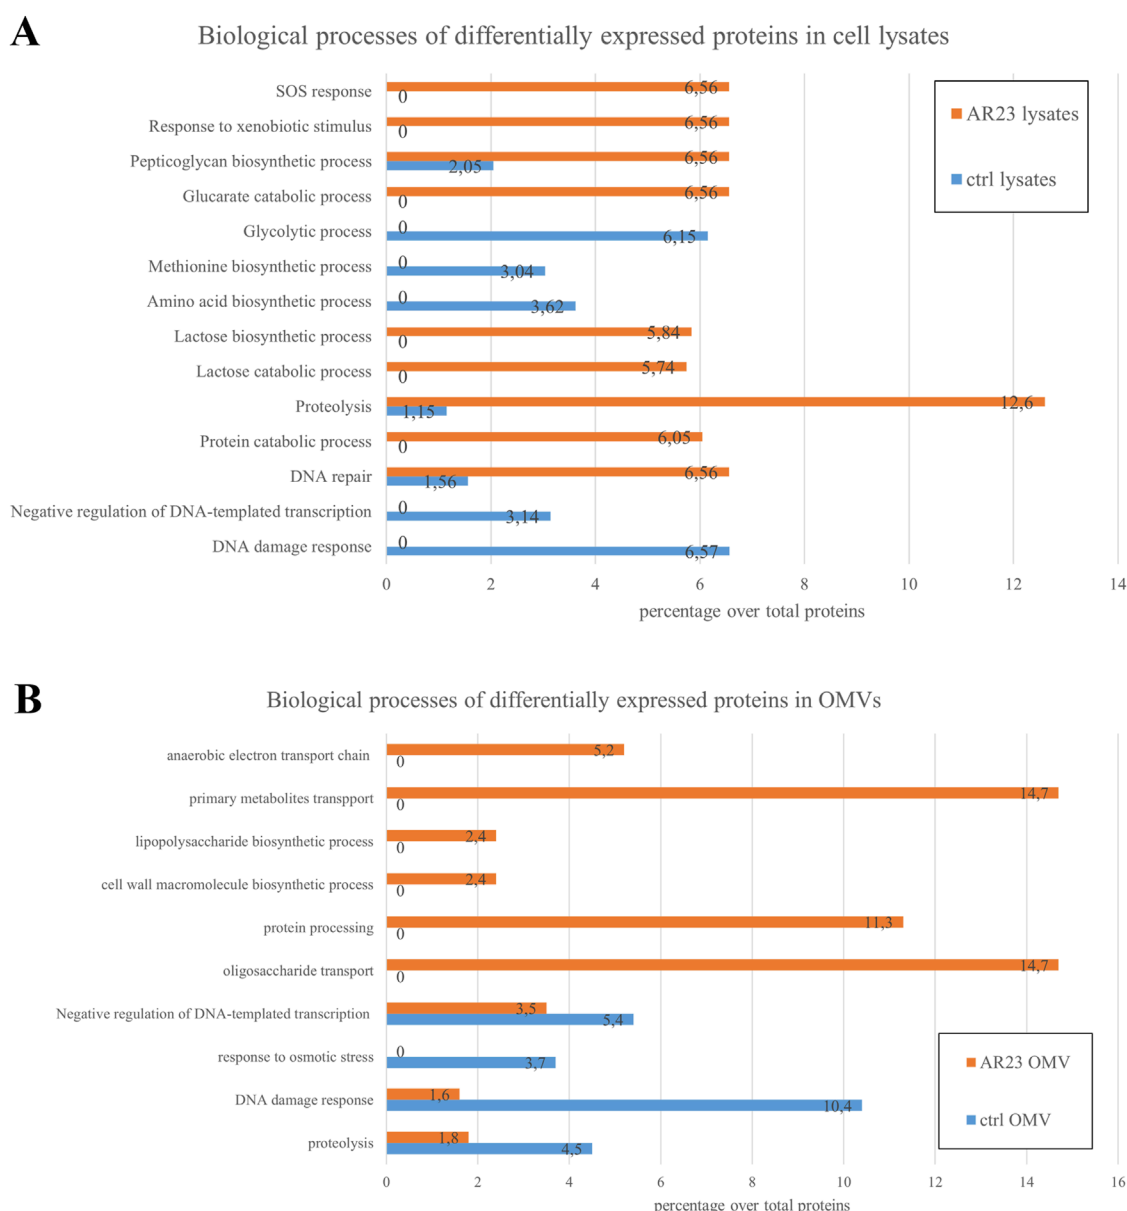 A
Biological processes of differentially expressed proteins in cell lysates
SOS response
6,56
0
Response to xenobiotic stimulus
6,56
0
Pepticoglycan biosynthetic process
6,56
2,05
Glucarate catabolic process
6,56
0
Glycolytic process
0
6,15
Methionine biosynthetic process
0
3,04
Amino acid biosynthetic process
0
3,62
Lactose biosynthetic process
5,84
0
Lactose catabolic process
5,74
0
Proteolysis
12,6
1,15
Protein catabolic process
6,05
0
DNA repair
6,56
1,56
Negative regulation of DNA-templated transcription
0
3,14
DNA damage response
0
6,57
AR23 lysates
ctrl lysates
0 2 4 6 8 10 12 14
percentage over total proteins
B
Biological processes of differentially expressed proteins in OMVs
anaerobic electron transport chain
5,2
0
primary metabolites transpport
14,7
0
lipopolysaccharide biosynthetic process
2,4
0
cell wall macromolecule biosynthetic process
2,4
0
protein processing
11,3
0
oligosaccharide transport
14,7
0
Negative regulation of DNA-templated transcription
3,5
5,4
response to osmotic stress
0
3,7
DNA damage response
1,6
10,4
proteolysis
1,8
4,5
AR23 OMV
ctrl OMV
0 2 4 6 8 10 12 14 16
percentage over total proteins